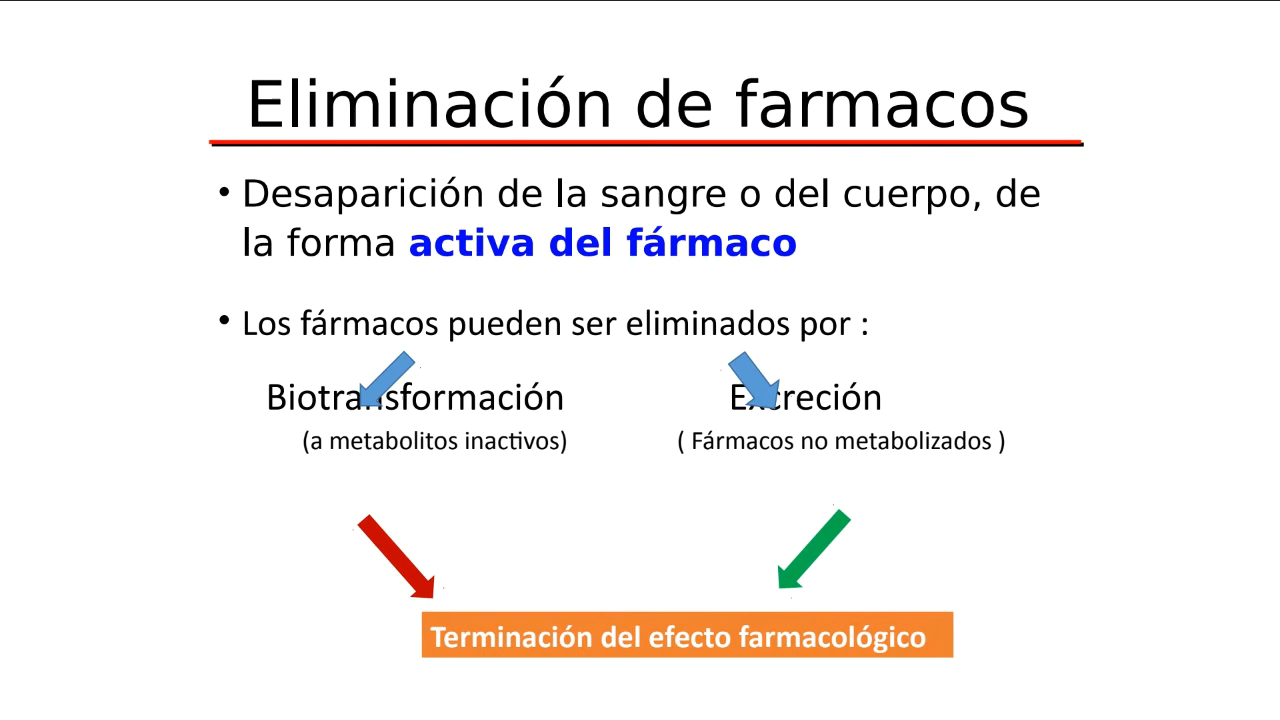 Eliminación de farmacos
• Desaparición de la sangre o del cuerpo, de
la forma activa del fármaco
• Los fármacos pueden ser eliminados por :
Biotransformación Excreción
(a metabolitos inactivos) ( Fármacos no metabolizados )
Terminación del efecto farmacológico